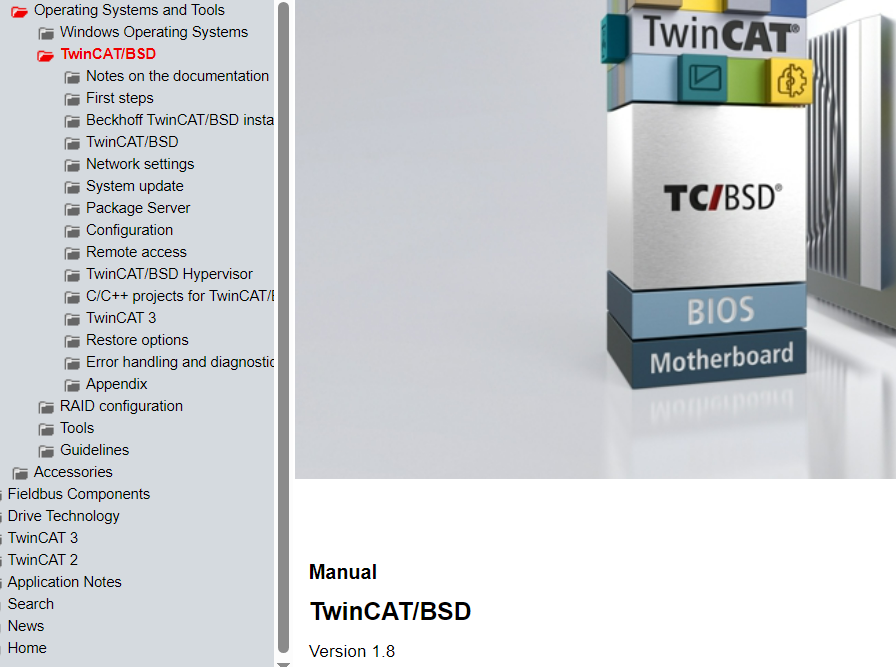 Operating Systems and Tools
Windows Operating Systems
TwinCAT/BSD
Notes on the documentation
First steps
Beckhoff TwinCAT/BSD insta
TwinCAT/BSD
Network settings
System update
Package Server
Configuration
Remote access
TwinCAT/BSD Hypervisor
C/C++ projects for TwinCAT/B
TwinCAT 3
Restore options
Error handling and diagnostic
Appendix
RAID configuration
Tools
Guidelines
Accessories
Fieldbus Components
Drive Technology
TwinCAT 3
TwinCAT 2
Application Notes
Search
News
Home
TwinCAT®
TC/BSD®
BIOS
Motherboard
Manual
TwinCAT/BSD
Version 1.8